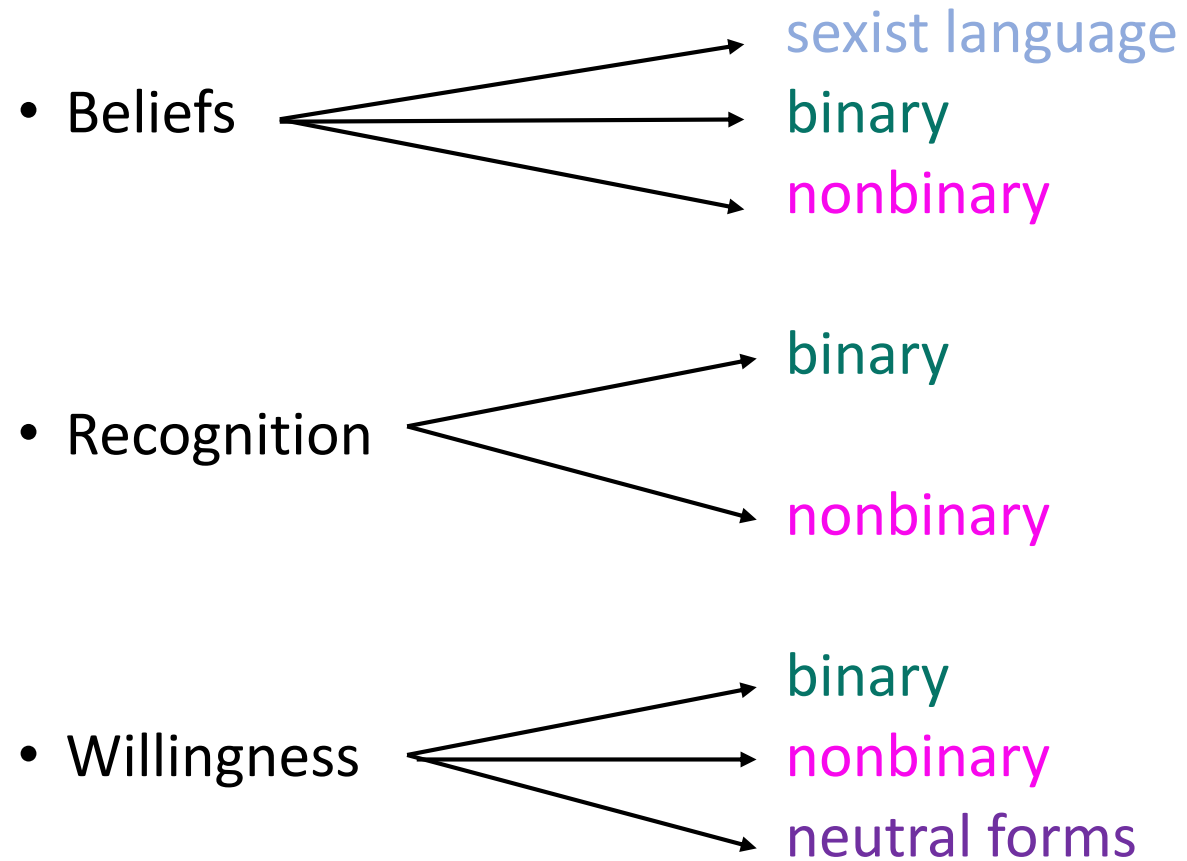 sexist language
• Beliefs
binary
nonbinary
binary
• Recognition
nonbinary
binary
• Willingness
nonbinary
neutral forms